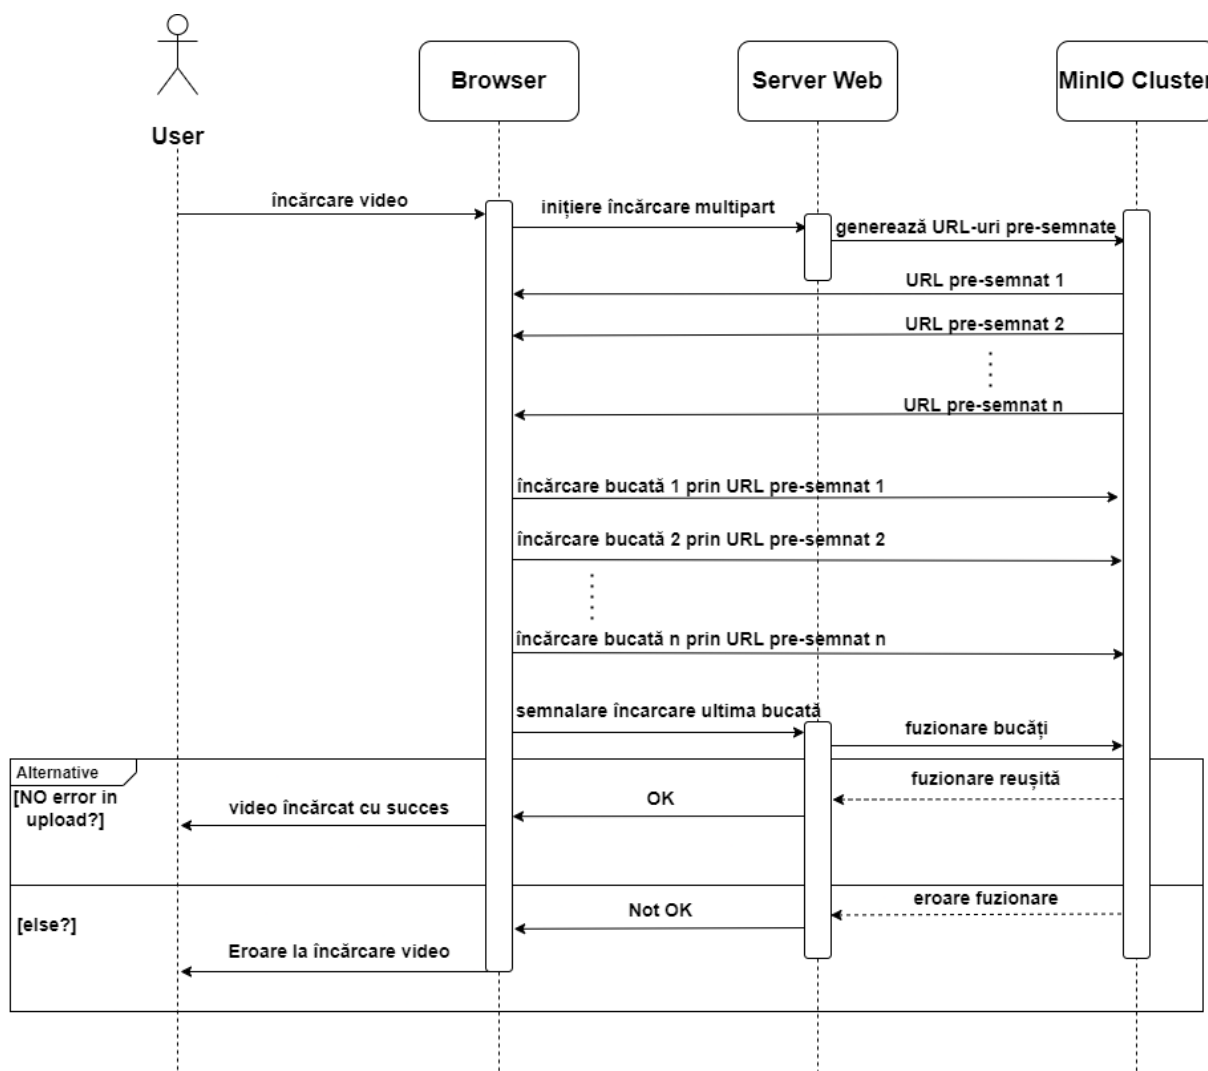 User
Browser
Server Web
MinIO Cluster
încărcare video
inițiere încărcare multipart
generează URL-uri pre-semnate
URL pre-semnat 1
URL pre-semnat 2
URL pre-semnat n
încărcare bucată 1 prin URL pre-semnat 1
încărcare bucată 2 prin URL pre-semnat 2
încărcare bucată n prin URL pre-semnat n
semnalare încarcare ultima bucată
fuzionare bucăți
Alternative
[NO error in
upload?]
fuzionare reușită
OK
video încărcat cu succes
[else?]
eroare fuzionare
Not OK
Eroare la încărcare video